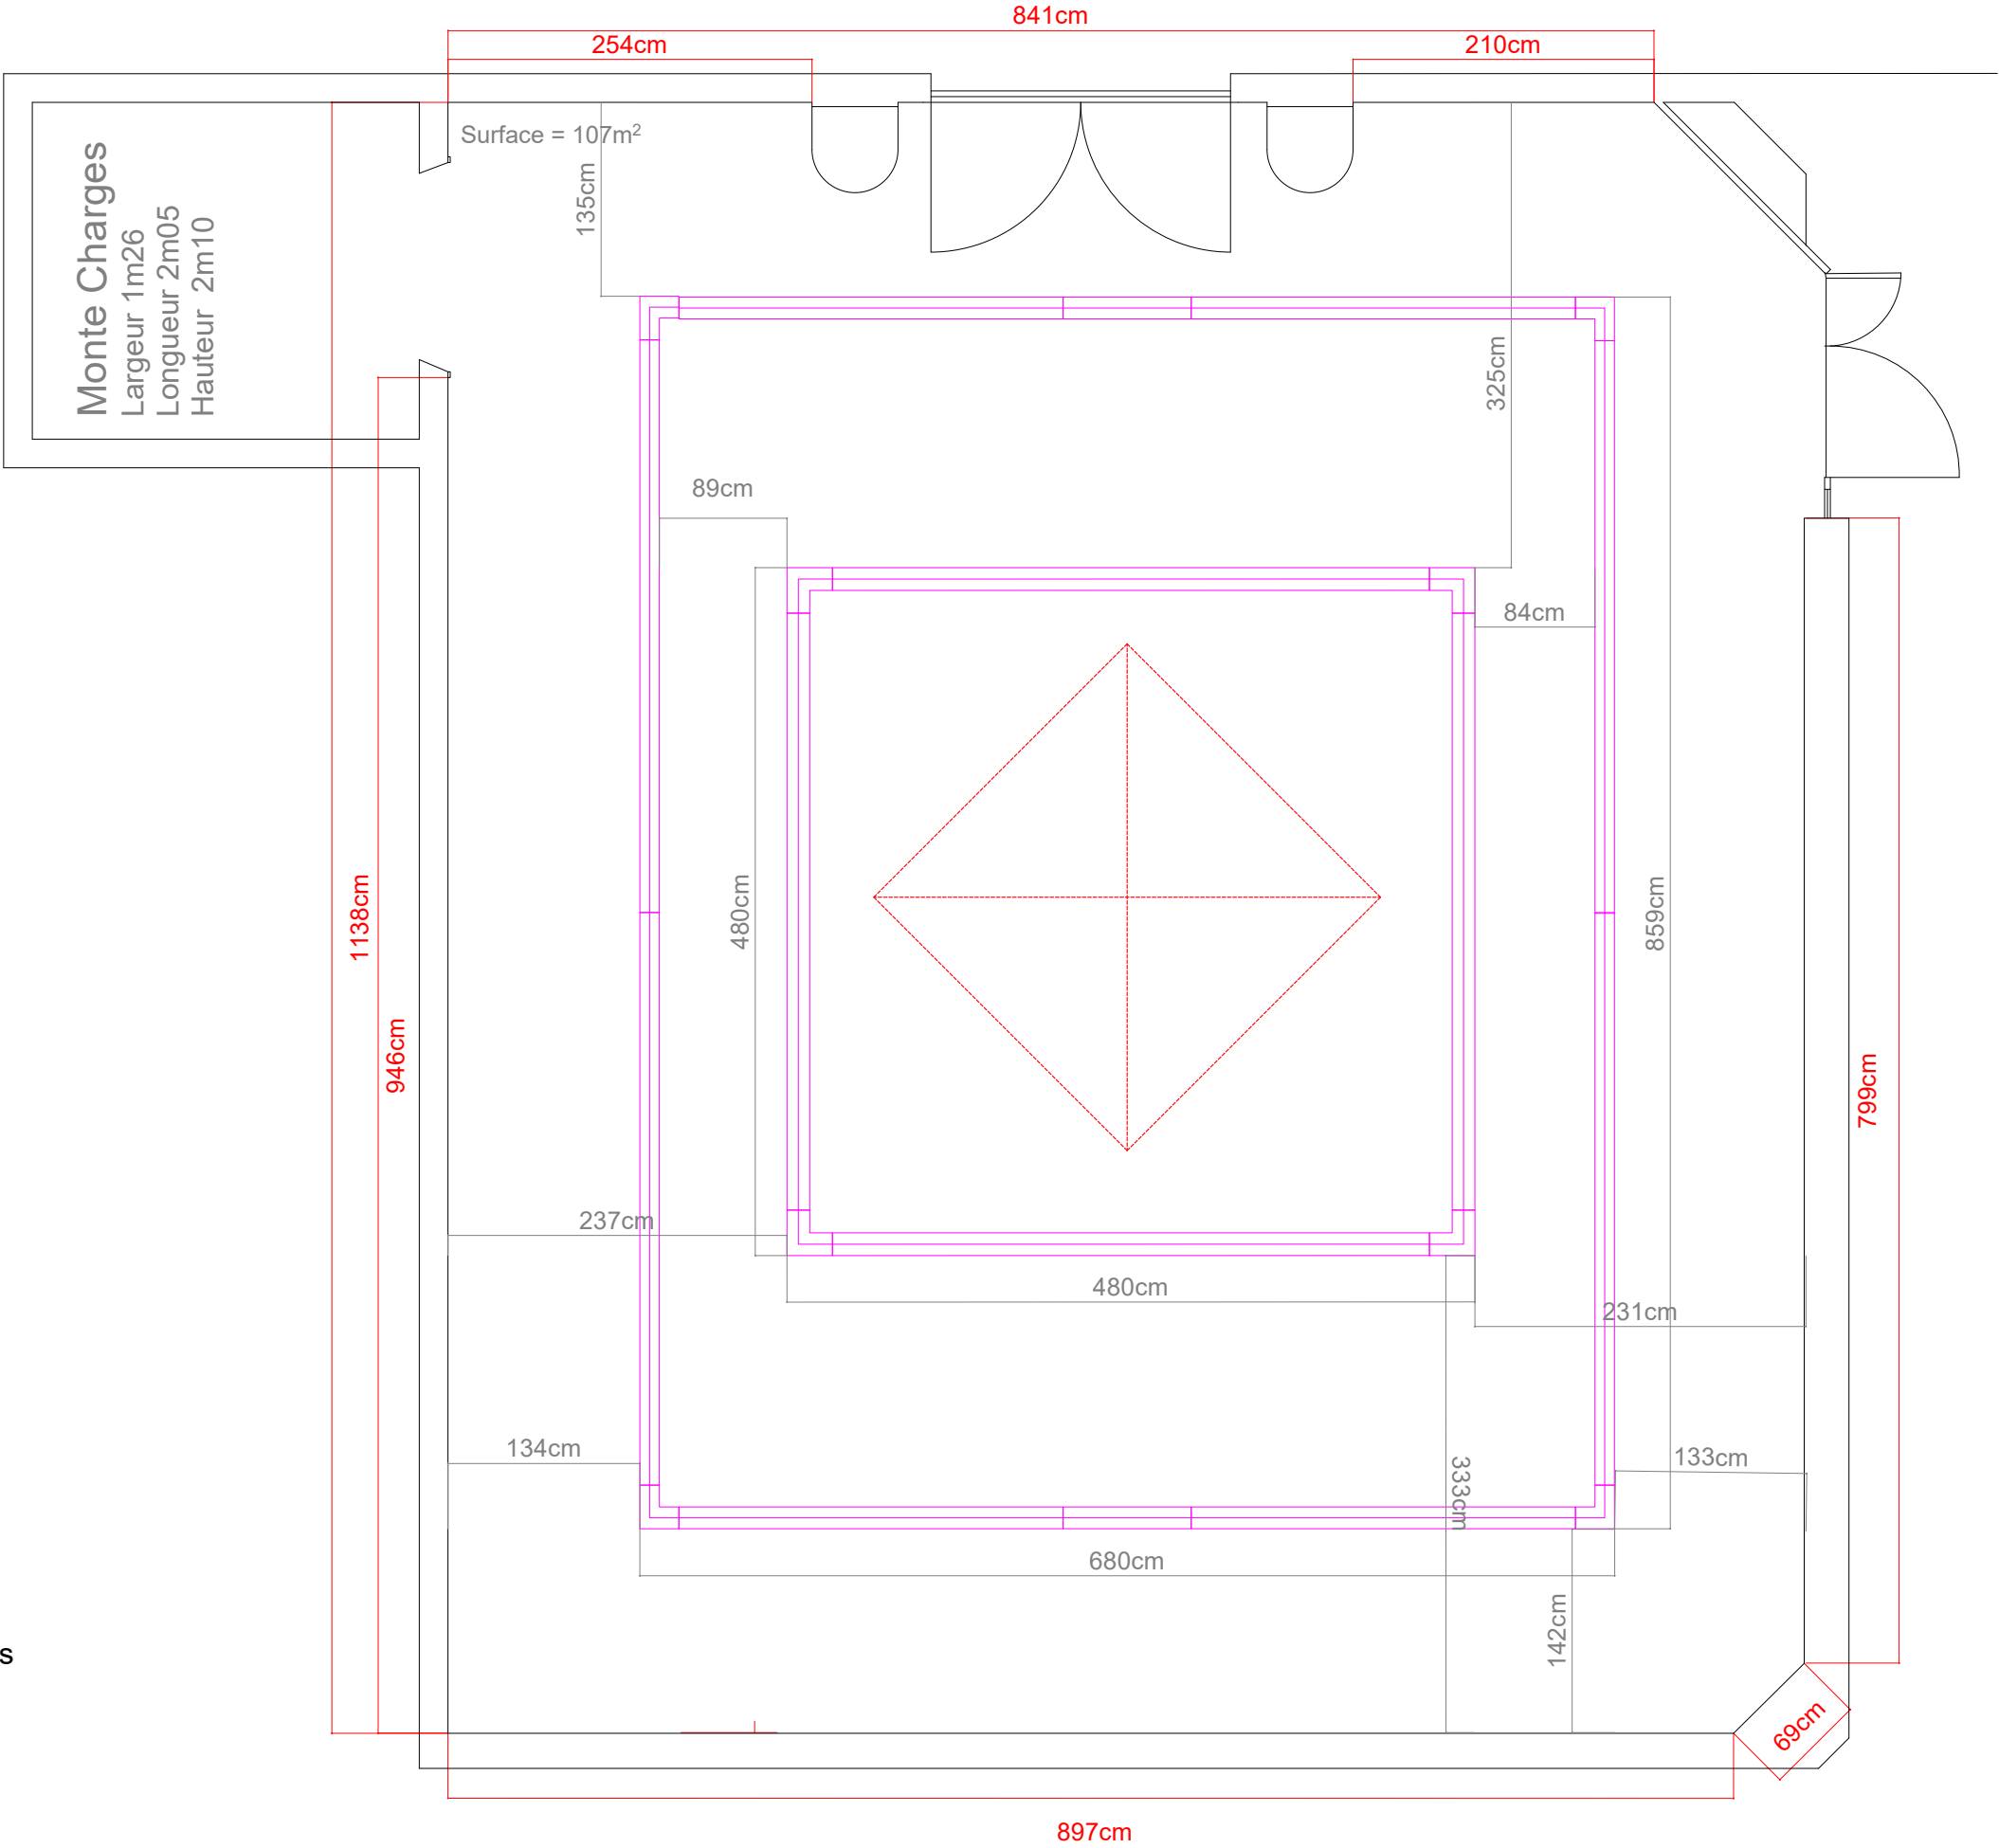 841cm
254cm
210cm
Surface = 107m²
Monte Charges
Largeur 1m26
Longueur 2m05
Hauteur 2m10
135cm
325cm
89cm
84cm
1138cm
480cm
859cm
946cm
799cm
237cm
480cm
231cm
134cm
333cm
133cm
680cm
142cm
s
69cm
897cm